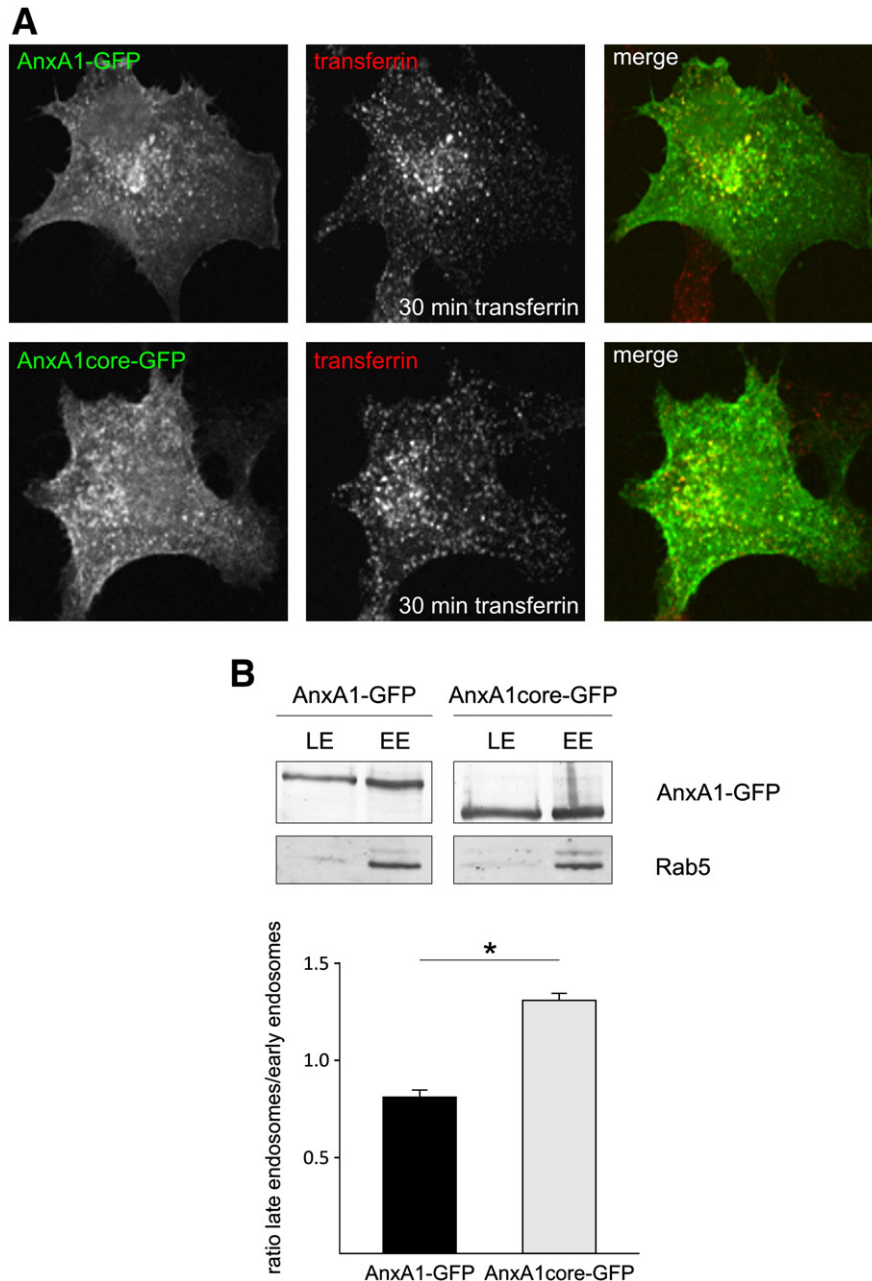 A
AnxA1-GFP
transferrin
30 min transferrin
merge
AnxA1core-GFP
transferrin
30 min transferrin
merge
B
AnxA1-GFP AnxA1core-GFP
LE EE LE EE
AnxA1-GFP
Rab5
ratio late endosomes/early endosomes
1.5
*
1.0
0.5
AnxA1-GFP AnxA1core-GFP